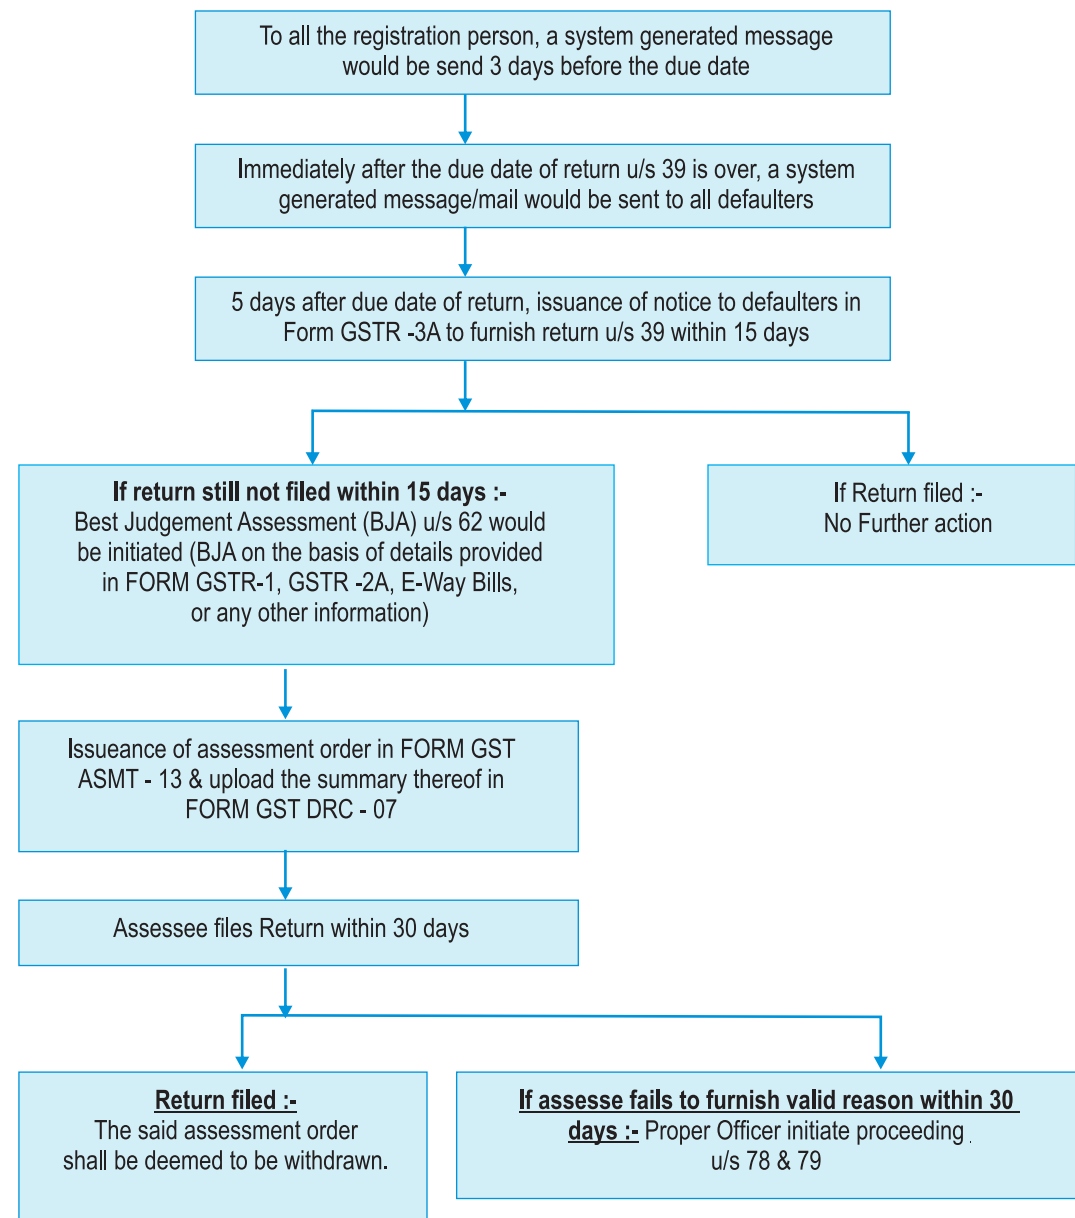 To all the registration person, a system generated message
would be send 3 days before the due date
Immediately after the due date of return u/s 39 is over, a system
generated message/mail would be sent to all defaulters
5 days after due date of return, issuance of notice to defaulters in
Form GSTR -3A to furnish return u/s 39 within 15 days
If return still not filed within 15 days :-
Best Judgement Assessment (BJA) u/s 62 would
be initiated (BJA on the basis of details provided
in FORM GSTR-1, GSTR -2A, E-Way Bills,
or any other information)
If Return filed :-
No Further action
Issueance of assessment order in FORM GST
ASMT - 13 & upload the summary thereof in
FORM GST DRC - 07
Assessee files Return within 30 days
Return filed :-
The said assessment order
shall be deemed to be withdrawn.
If assesse fails to furnish valid reason within 30
days :- Proper Officer initiate proceeding
u/s 78 & 79